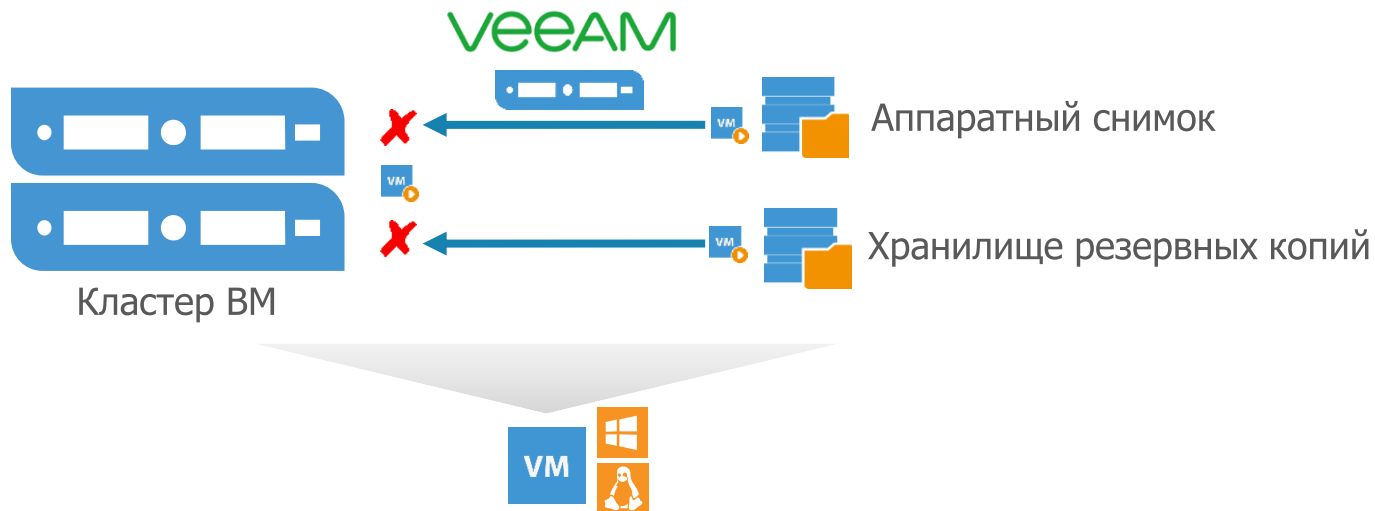 veeAM
VM
Аппаратный снимок
VM
VM
Хранилище резервных копий
Кластер ВМ
VM